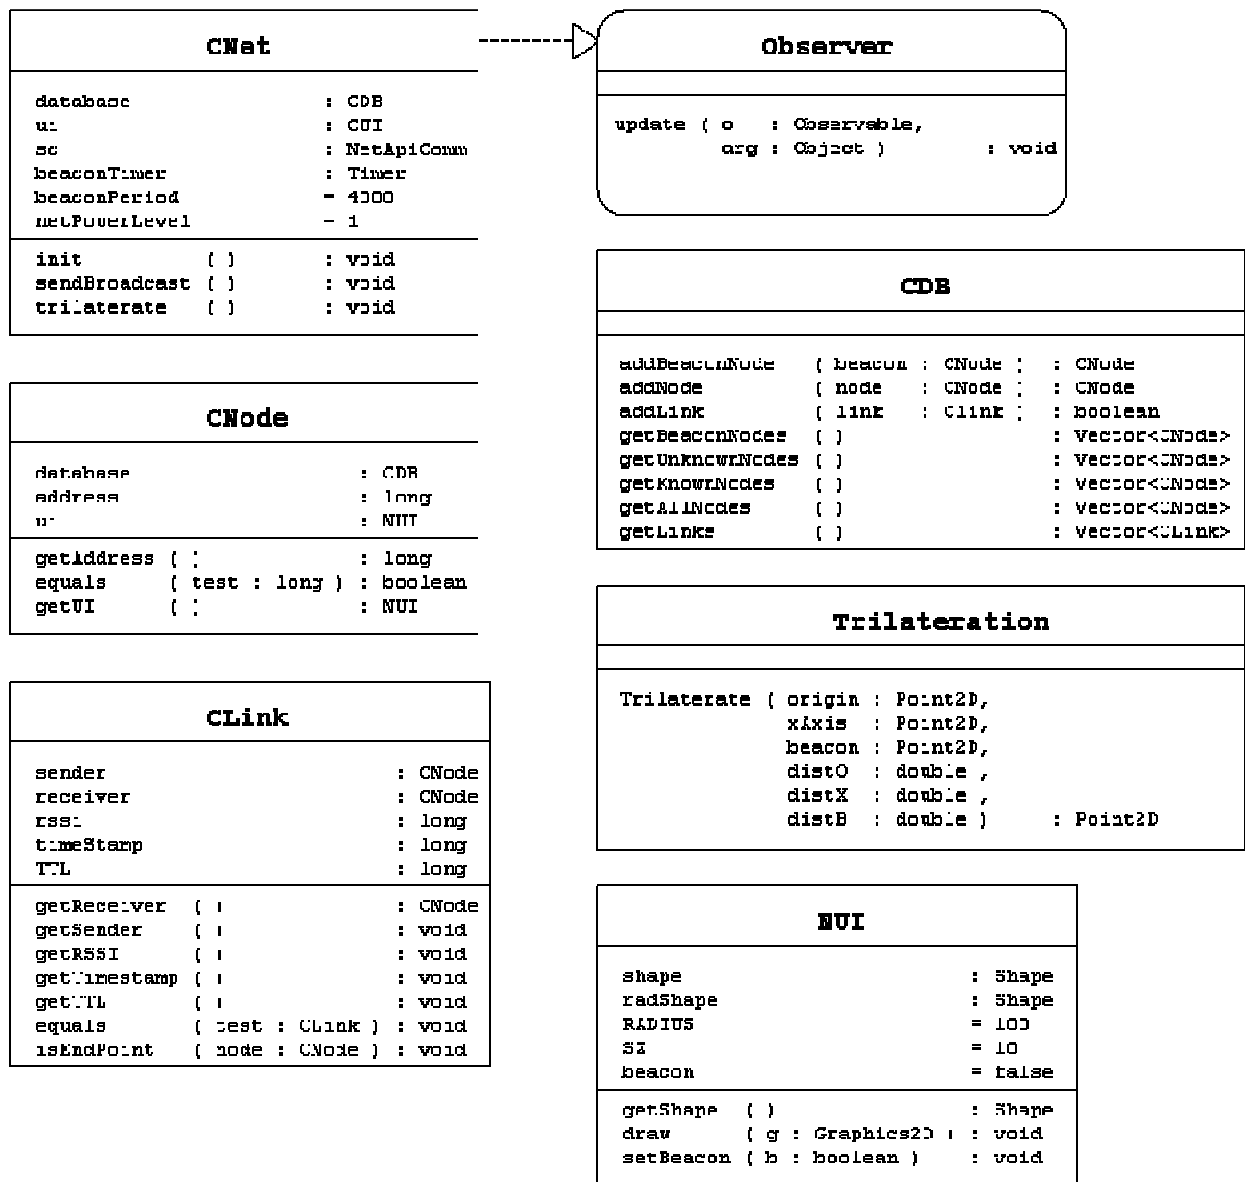 CNet
database : CDB
ui : CUI
sc : NetApiComm
beaconTimer : Timer
beaconPeriod = 4000
netPowerLevel = 1
init ( ) : void
sendBroadcast ( ) : void
trilaterate ( ) : void
Observer
update ( o : Observable,
arg : Object ) : void
CDB
addBeaconNode ( beacon : CNode ) : CNode
addNode ( node : CNode ) : CNode
addLink ( link : Clink ) : boolean
getBeaconNodes ( ) : Vector<CNode>
getUnknownNodes ( ) : Vector<CNode>
getKnownNodes ( ) : Vector<CNode>
getAllNodes ( ) : Vector<CNode>
getLinks ( ) : Vector<CLink>
CNode
database : CDB
address : long
ui : NUI
getAddress ( ) : long
equals ( test : long ) : boolean
getUI ( ) : NUI
Trilateration
Trilaterate ( origin : Point2D,
xAxis : Point2D,
beacon : Point2D,
distO : double ,
distX : double ,
distB : double ) : Point2D
CLink
sender : CNode
receiver : CNode
rssi : long
timeStamp : long
TTL : long
getReceiver ( ) : CNode
getSender ( ) : void
getRSSI ( ) : void
getTimestamp ( ) : void
getTTL ( ) : void
equals ( test : CLink ) : void
isEndPoint ( node : CNode ) : void
NUI
shape : Shape
radShape : Shape
RADIUS = 100
SZ = 10
beacon = false
getShape ( ) : Shape
draw ( g : Graphics2D ) : void
setBeacon ( b : boolean ) : void